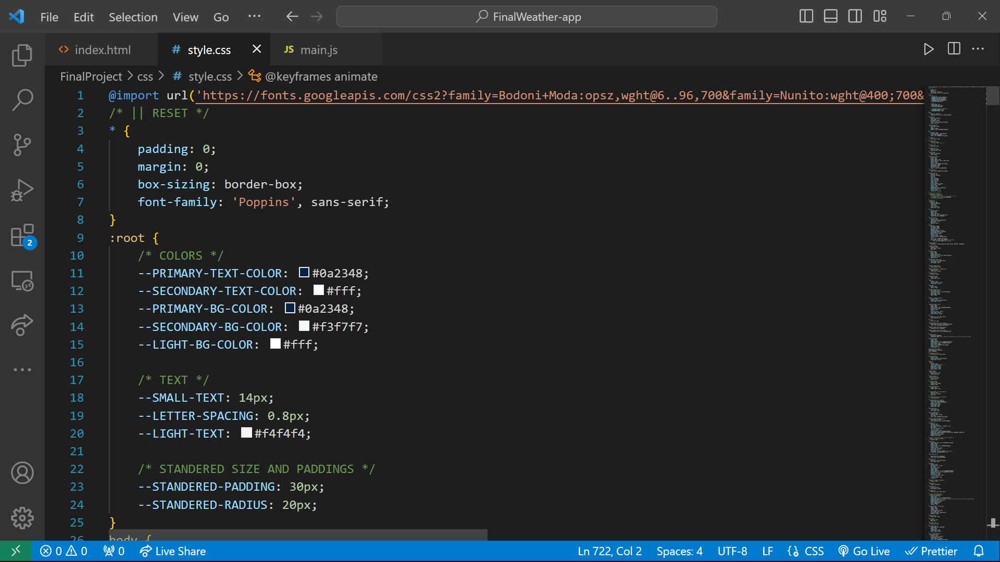 File Edit Selection View Go ··· FinalWeather-app
<> index.html # style.css JS main.js
FinalProject > css > # style.css > @keyframes animate
1 @import url('https://fonts.googleapis.com/css2?family=Bodoni+Moda:opsz,wght@6..96,700&family=Nunito:wght@400;700&
2 /* || RESET */
3 * {
4 padding: 0;
5 margin: 0;
6 box-sizing: border-box;
7 font-family: 'Poppins', sans-serif;
8 }
9 :root {
10 /* COLORS */
11 --PRIMARY-TEXT-COLOR: #0a2348;
12 --SECONDARY-TEXT-COLOR: #fff;
13 --PRIMARY-BG-COLOR: #0a2348;
14 --SECONDARY-BG-COLOR: #f3f7f7;
15 --LIGHT-BG-COLOR: #fff;
16
17 /* TEXT */
18 --SMALL-TEXT: 14px;
19 --LETTER-SPACING: 0.8px;
20 --LIGHT-TEXT: #f4f4f4;
21
22 /* STANDERED SIZE AND PADDINGS */
23 --STANDERED-PADDING: 30px;
24 --STANDERED-RADIUS: 20px;
25 }
26 body {
2
0 0 0 Live Share Ln 722, Col 2 Spaces: 4 UTF-8 LF CSS Go Live Prettier